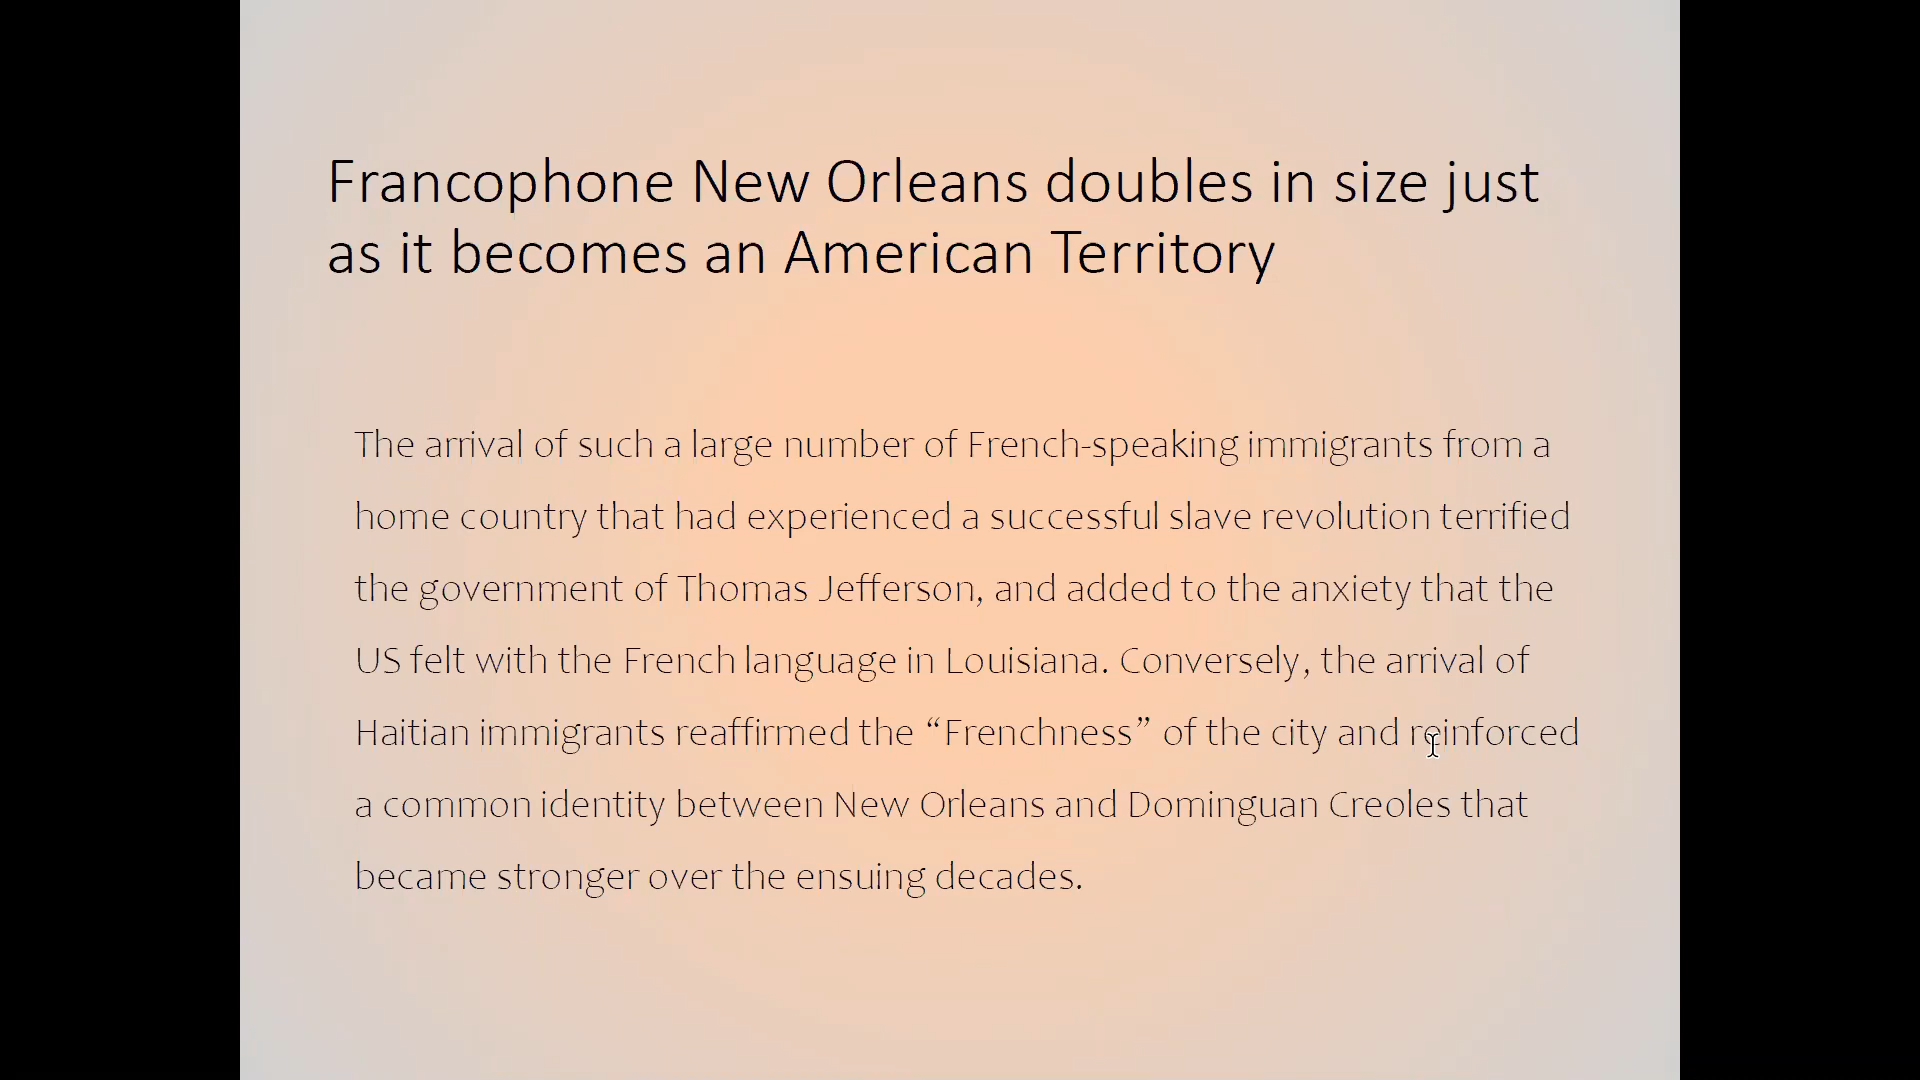 Francophone New Orleans doubles in size just
as it becomes an American Territory
The arrival of such a large number of French-speaking immigrants from a
home country that had experienced a successful slave revolution terrified
the government of Thomas Jefferson, and added to the anxiety that the
US felt with the French language in Louisiana. Conversely, the arrival of
Haitian immigrants reaffirmed the “Frenchness” of the city and reinforced
a common identity between New Orleans and Dominguan Creoles that
became stronger over the ensuing decades.